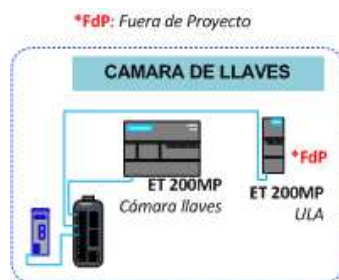 *FdP: Fuera de Proyecto
CAMARA DE LLAVES
*FdP
ET 200MP
Cámara llaves
ET 200MP
ULA